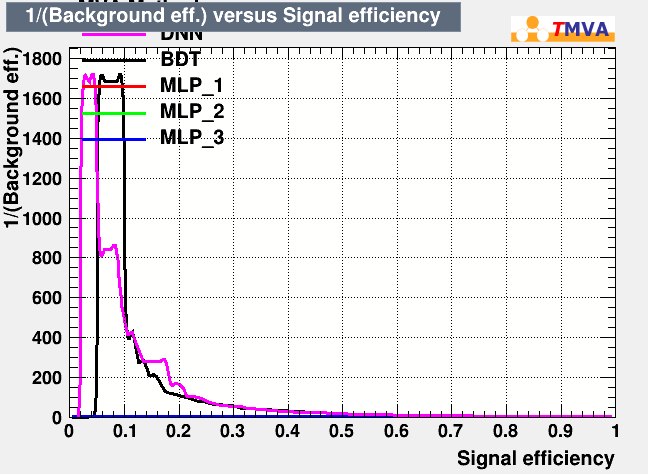 1/(Background eff.) versus Signal efficiency
TMVA
DNN
BDT
MLP_1
MLP_2
MLP_3
1/(Background eff.)
1800
1600
1400
1200
1000
800
600
400
200
0
0 0.1 0.2 0.3 0.4 0.5 0.6 0.7 0.8 0.9 1
Signal efficiency